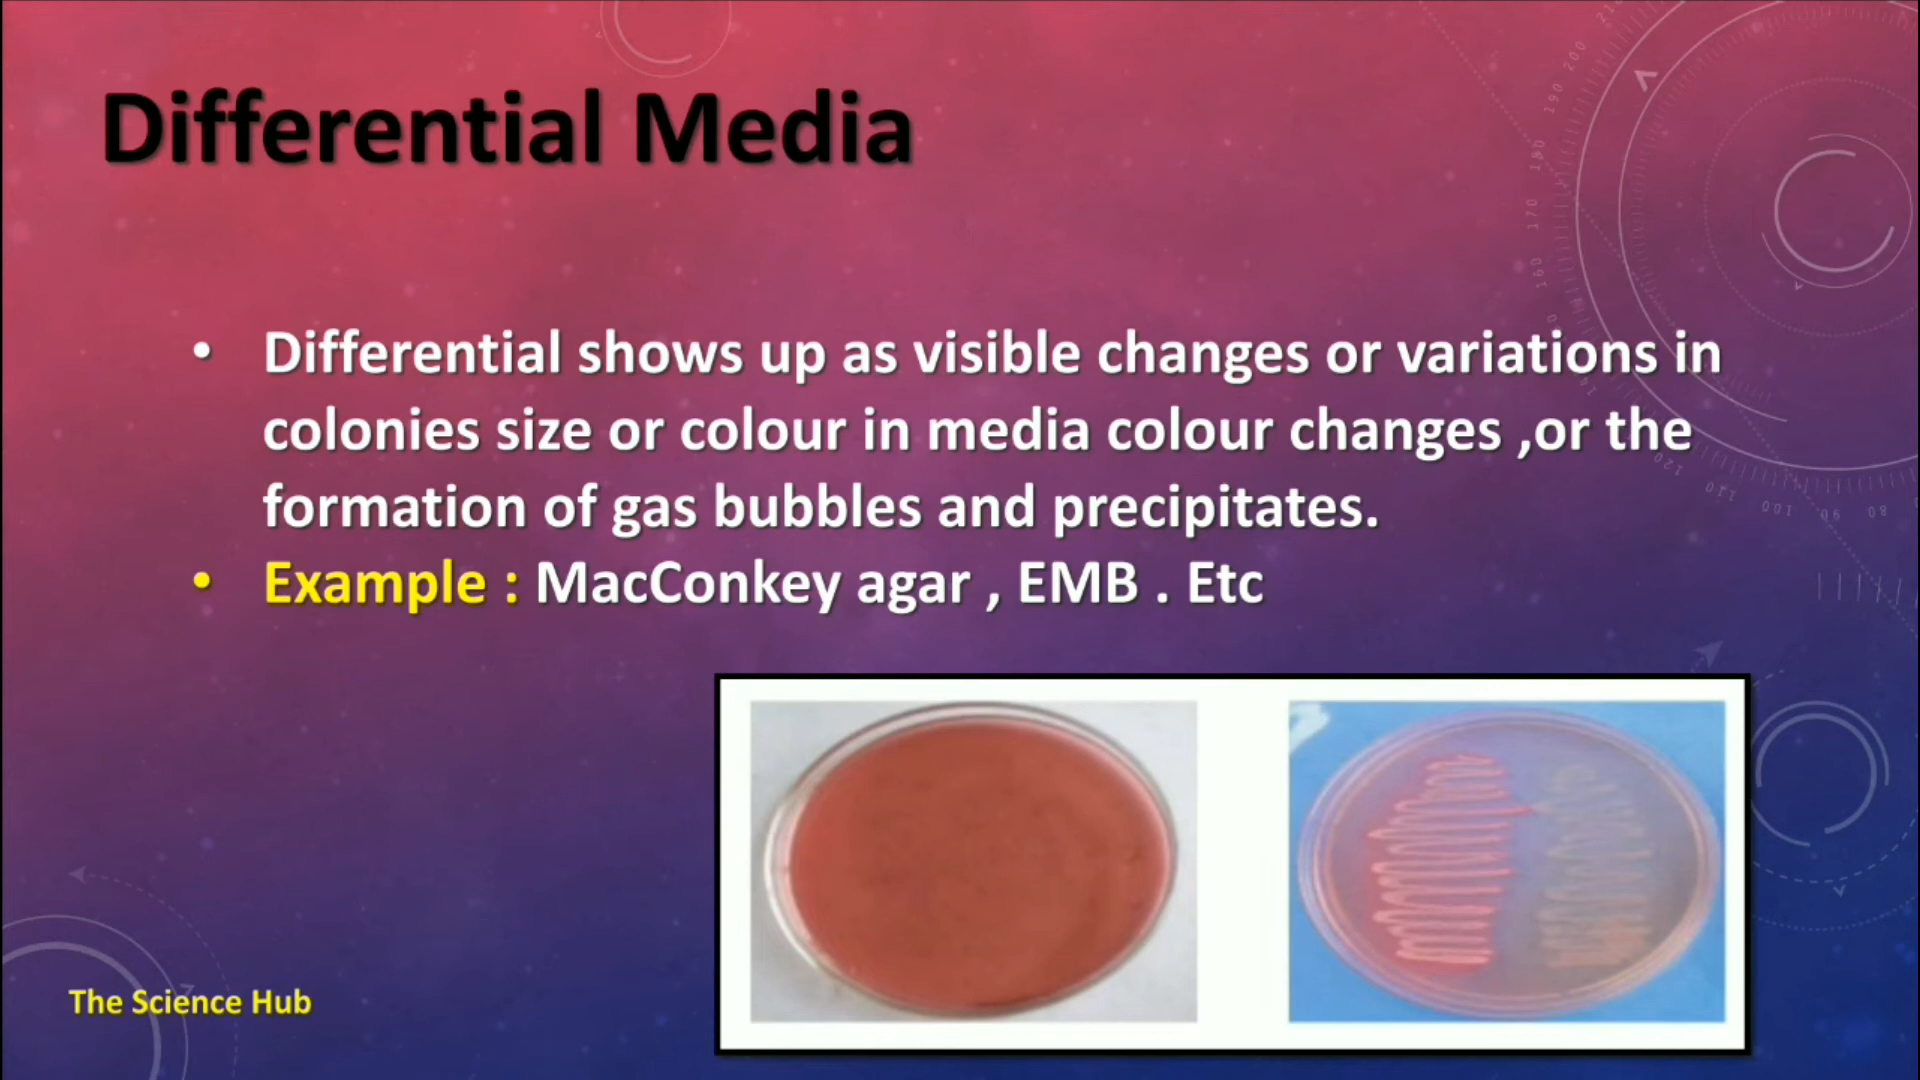 Differential Media
• Differential shows up as visible changes or variations in
colonies size or colour in media colour changes ,or the
formation of gas bubbles and precipitates.
• Example : MacConkey agar , EMB . Etc
The Science Hub